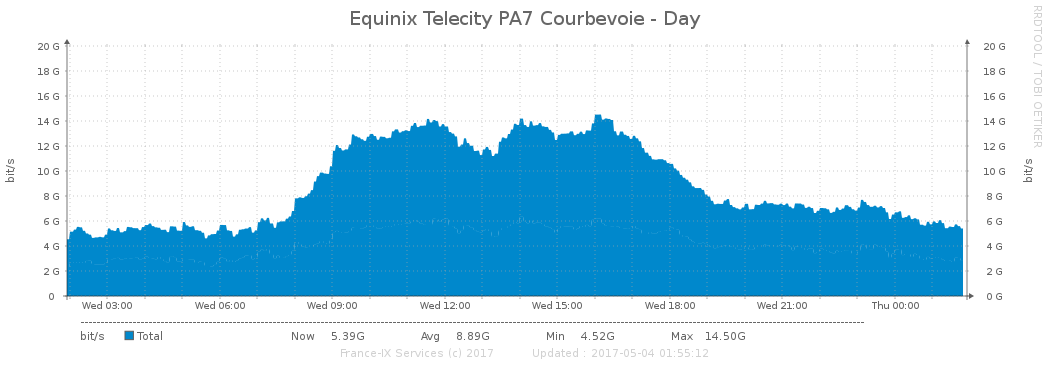 Equinix Telecity PA7 Courbevoie - Day
RRDTOOL / TOBI OETIKER
20 G 20 G
18 G 18 G
16 G 16 G
14 G 14 G
12 G 12 G
10 G 10 G
8 G 8 G
6 G 6 G
4 G 4 G
2 G 2 G
0 0 G
bit/s bit/s
Wed 03:00 Wed 06:00 Wed 09:00 Wed 12:00 Wed 15:00 Wed 18:00 Wed 21:00 Thu 00:00
bit/s Total Now 5.39G Avg 8.89G Min 4.52G Max 14.50G
France-IX Services (c) 2017 Updated : 2017-05-04 01:55:12